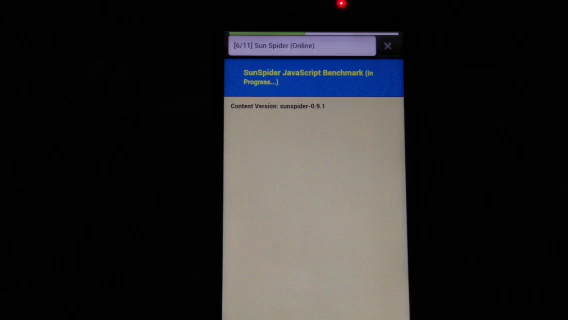 [6/11] Sun Spider (Online)
SunSpider JavaScript Benchmark (In
Progress...)
Content Version: sunspider-0.9.1